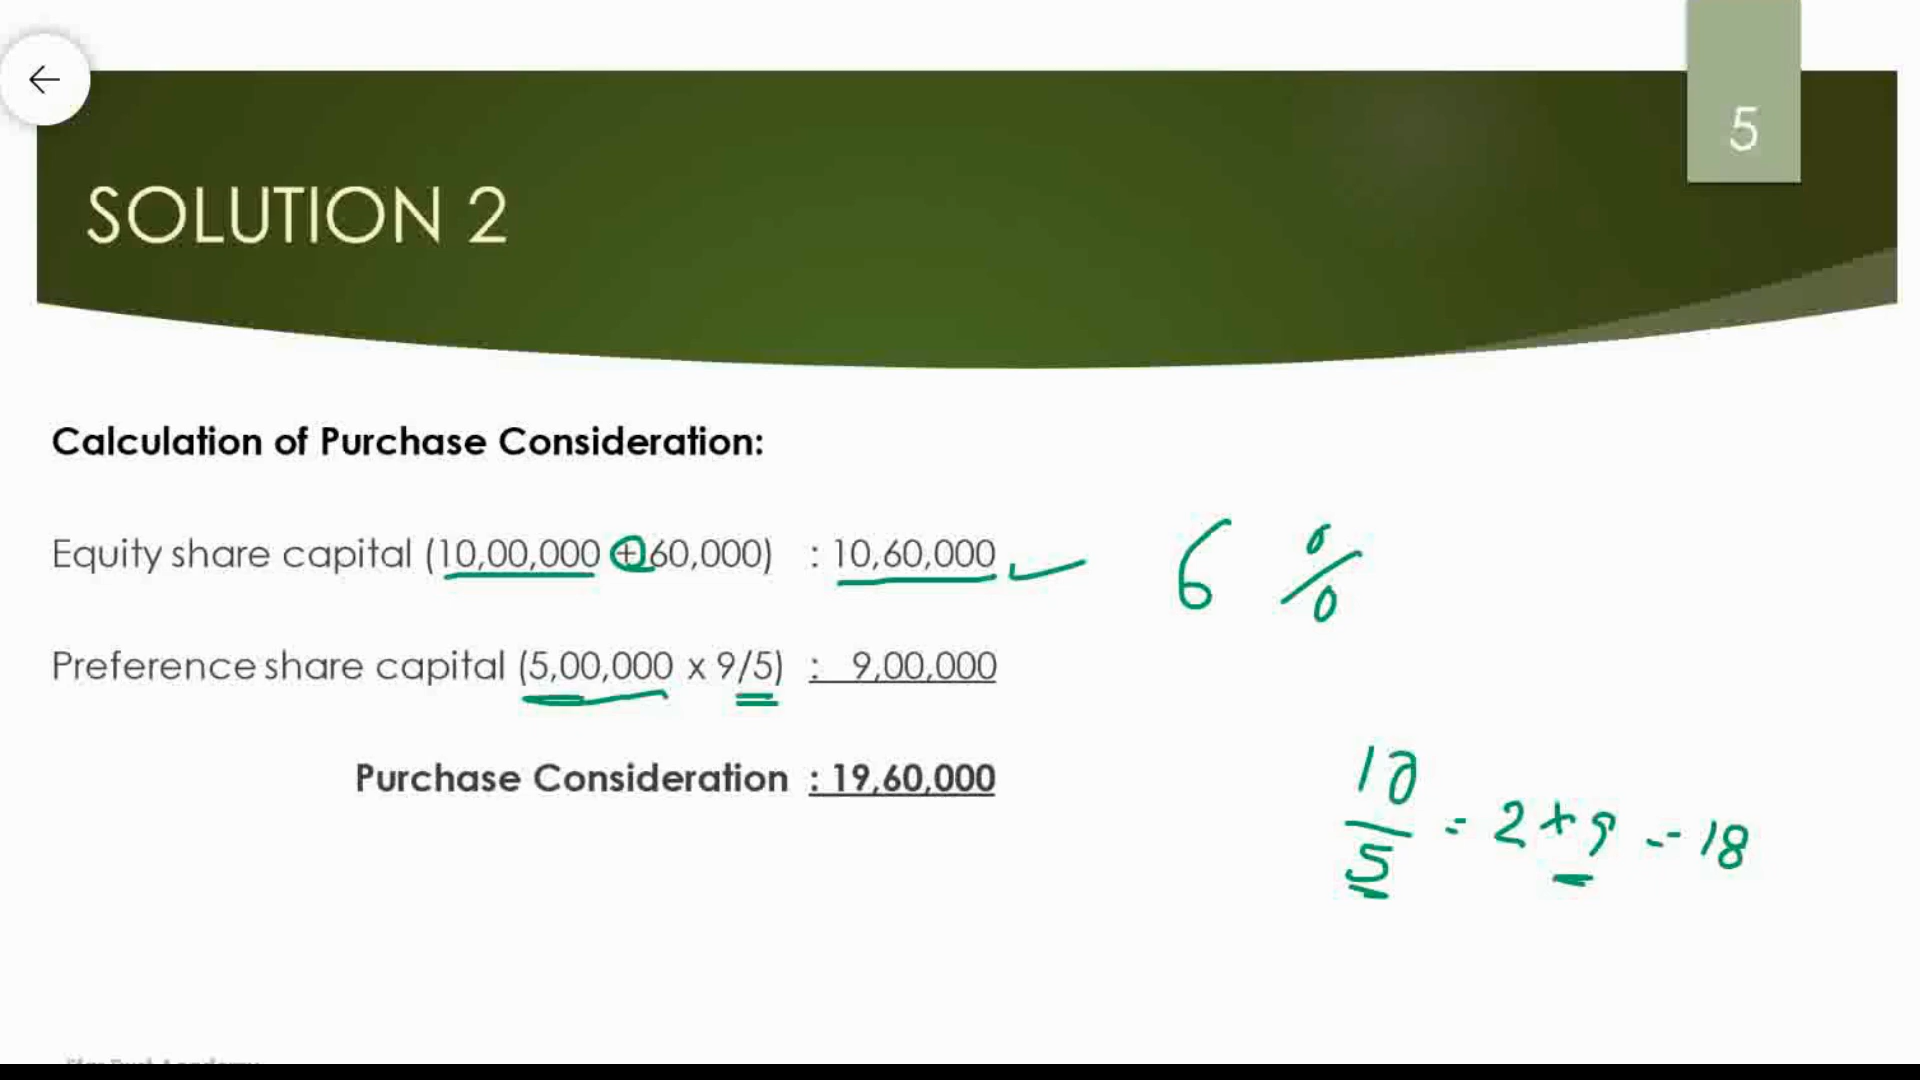 5
SOLUTION 2
Calculation of Purchase Consideration:
Equity share capital (10,00,000 + 60,000) : 10,60,000
6 %
Preference share capital (5,00,000 x 9/5) : 9,00,000
Purchase Consideration : 19,60,000
10
5
= 2 * 9 = 18